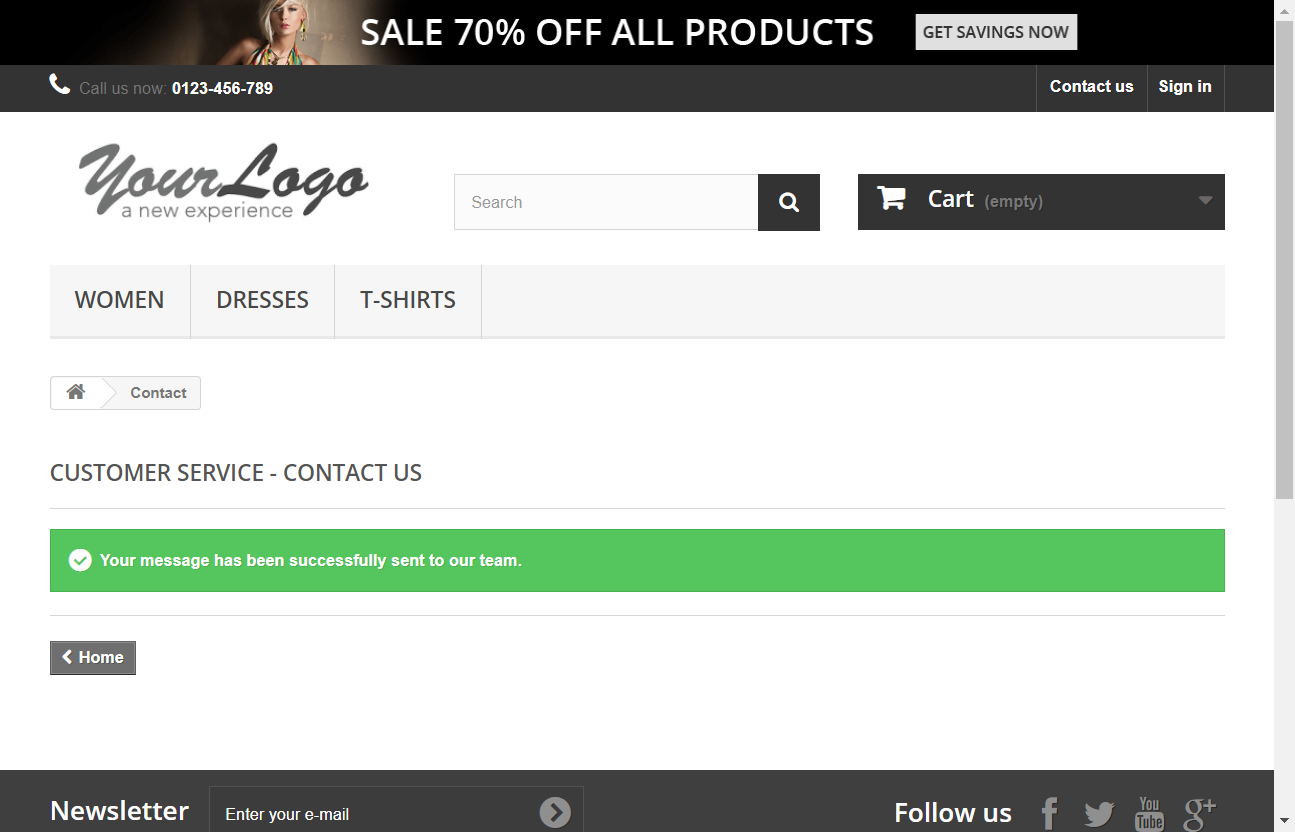 SALE 70% OFF ALL PRODUCTS GET SAVINGS NOW
Call us now: 0123-456-789 Contact us Sign in
YourLogo
a new experience
Search
Cart (empty)
WOMEN DRESSES T-SHIRTS
Contact
CUSTOMER SERVICE - CONTACT US
Your message has been successfully sent to our team.
Home
Newsletter Enter your e-mail Follow us You Tube g+